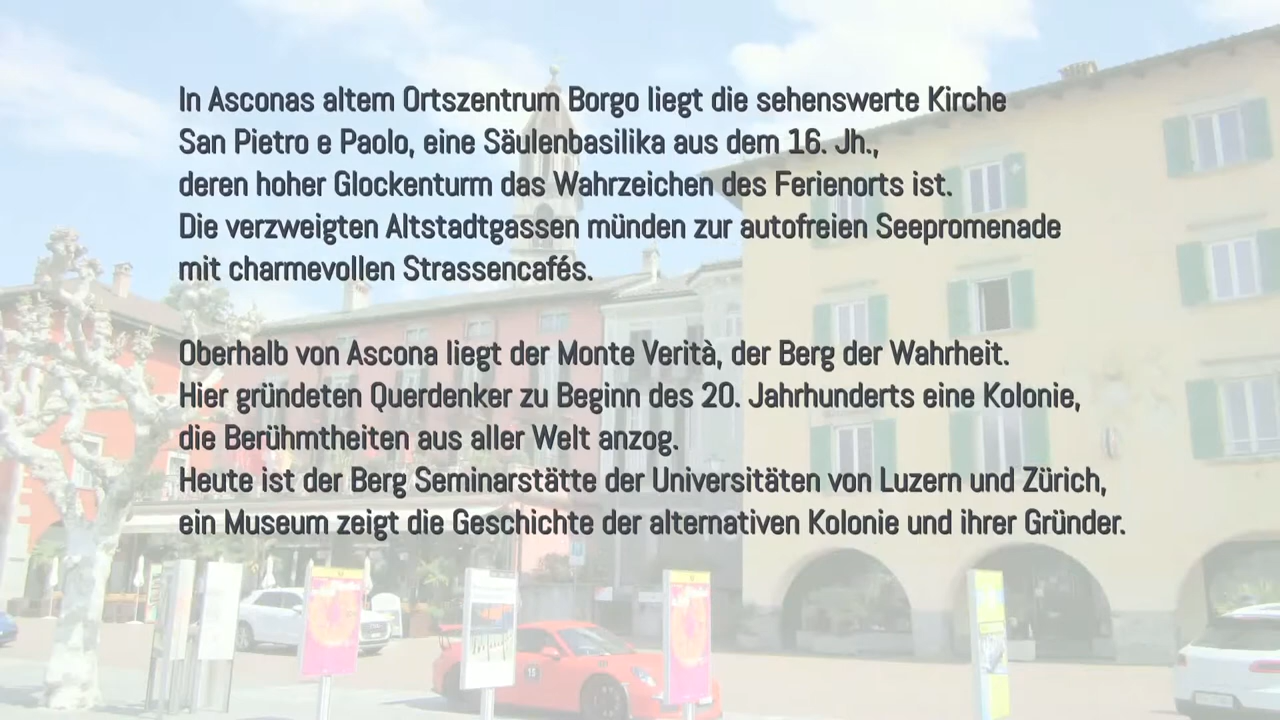 In Asconas altem Ortszentrum Borgo liegt die sehenswerte Kirche
San Pietro e Paolo, eine Säulenbasilika aus dem 16. Jh.,
deren hoher Glockenturm das Wahrzeichen des Ferienorts ist.
Die verzweigten Altstadtgassen münden zur autofreien Seepromenade
mit charmevollen Strassencafés.
Oberhalb von Ascona liegt der Monte Verità, der Berg der Wahrheit.
Hier gründeten Querdenker zu Beginn des 20. Jahrhunderts eine Kolonie,
die Berühmtheiten aus aller Welt anzog.
Heute ist der Berg Seminarstätte der Universitäten von Luzern und Zürich,
ein Museum zeigt die Geschichte der alternativen Kolonie und ihrer Gründer.
15